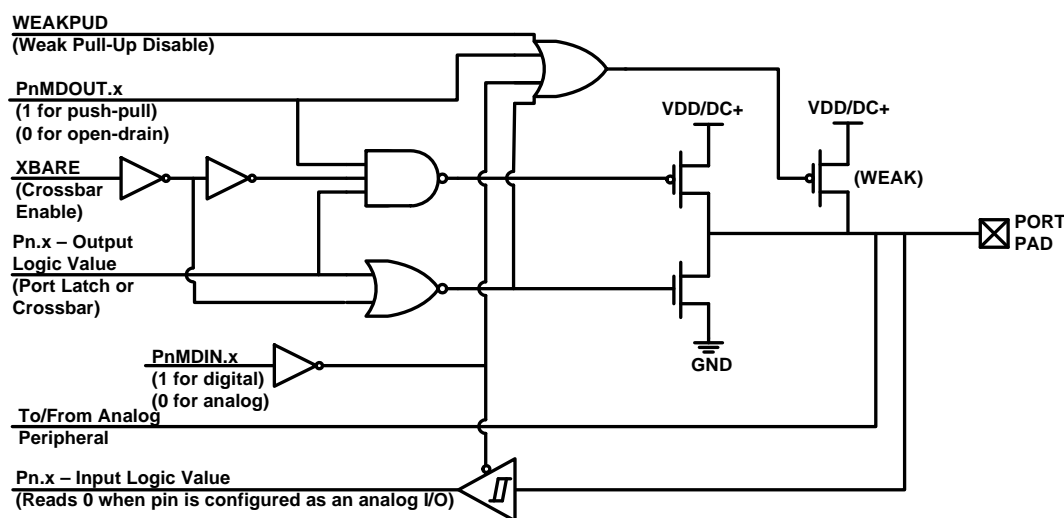 WEAKPUD
(Weak Pull-Up Disable)
PnMDOUT.x
(1 for push-pull)
(0 for open-drain)
XBARE
(Crossbar
Enable)
Pn.x – Output
Logic Value
(Port Latch or
Crossbar)
PnMDIN.x
(1 for digital)
(0 for analog)
To/From Analog
Peripheral
Pn.x – Input Logic Value
(Reads 0 when pin is configured as an analog I/O)
VDD/DC+
VDD/DC+
(WEAK)
PORT
PAD
GND